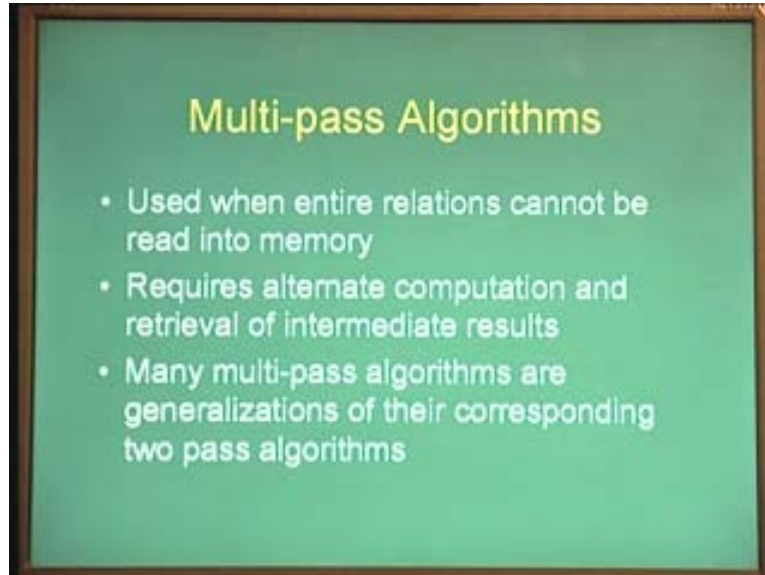 Multi-pass Algorithms
• Used when entire relations cannot be
read into memory
• Requires alternate computation and
retrieval of intermediate results
• Many multi-pass algorithms are
generalizations of their corresponding
two pass algorithms